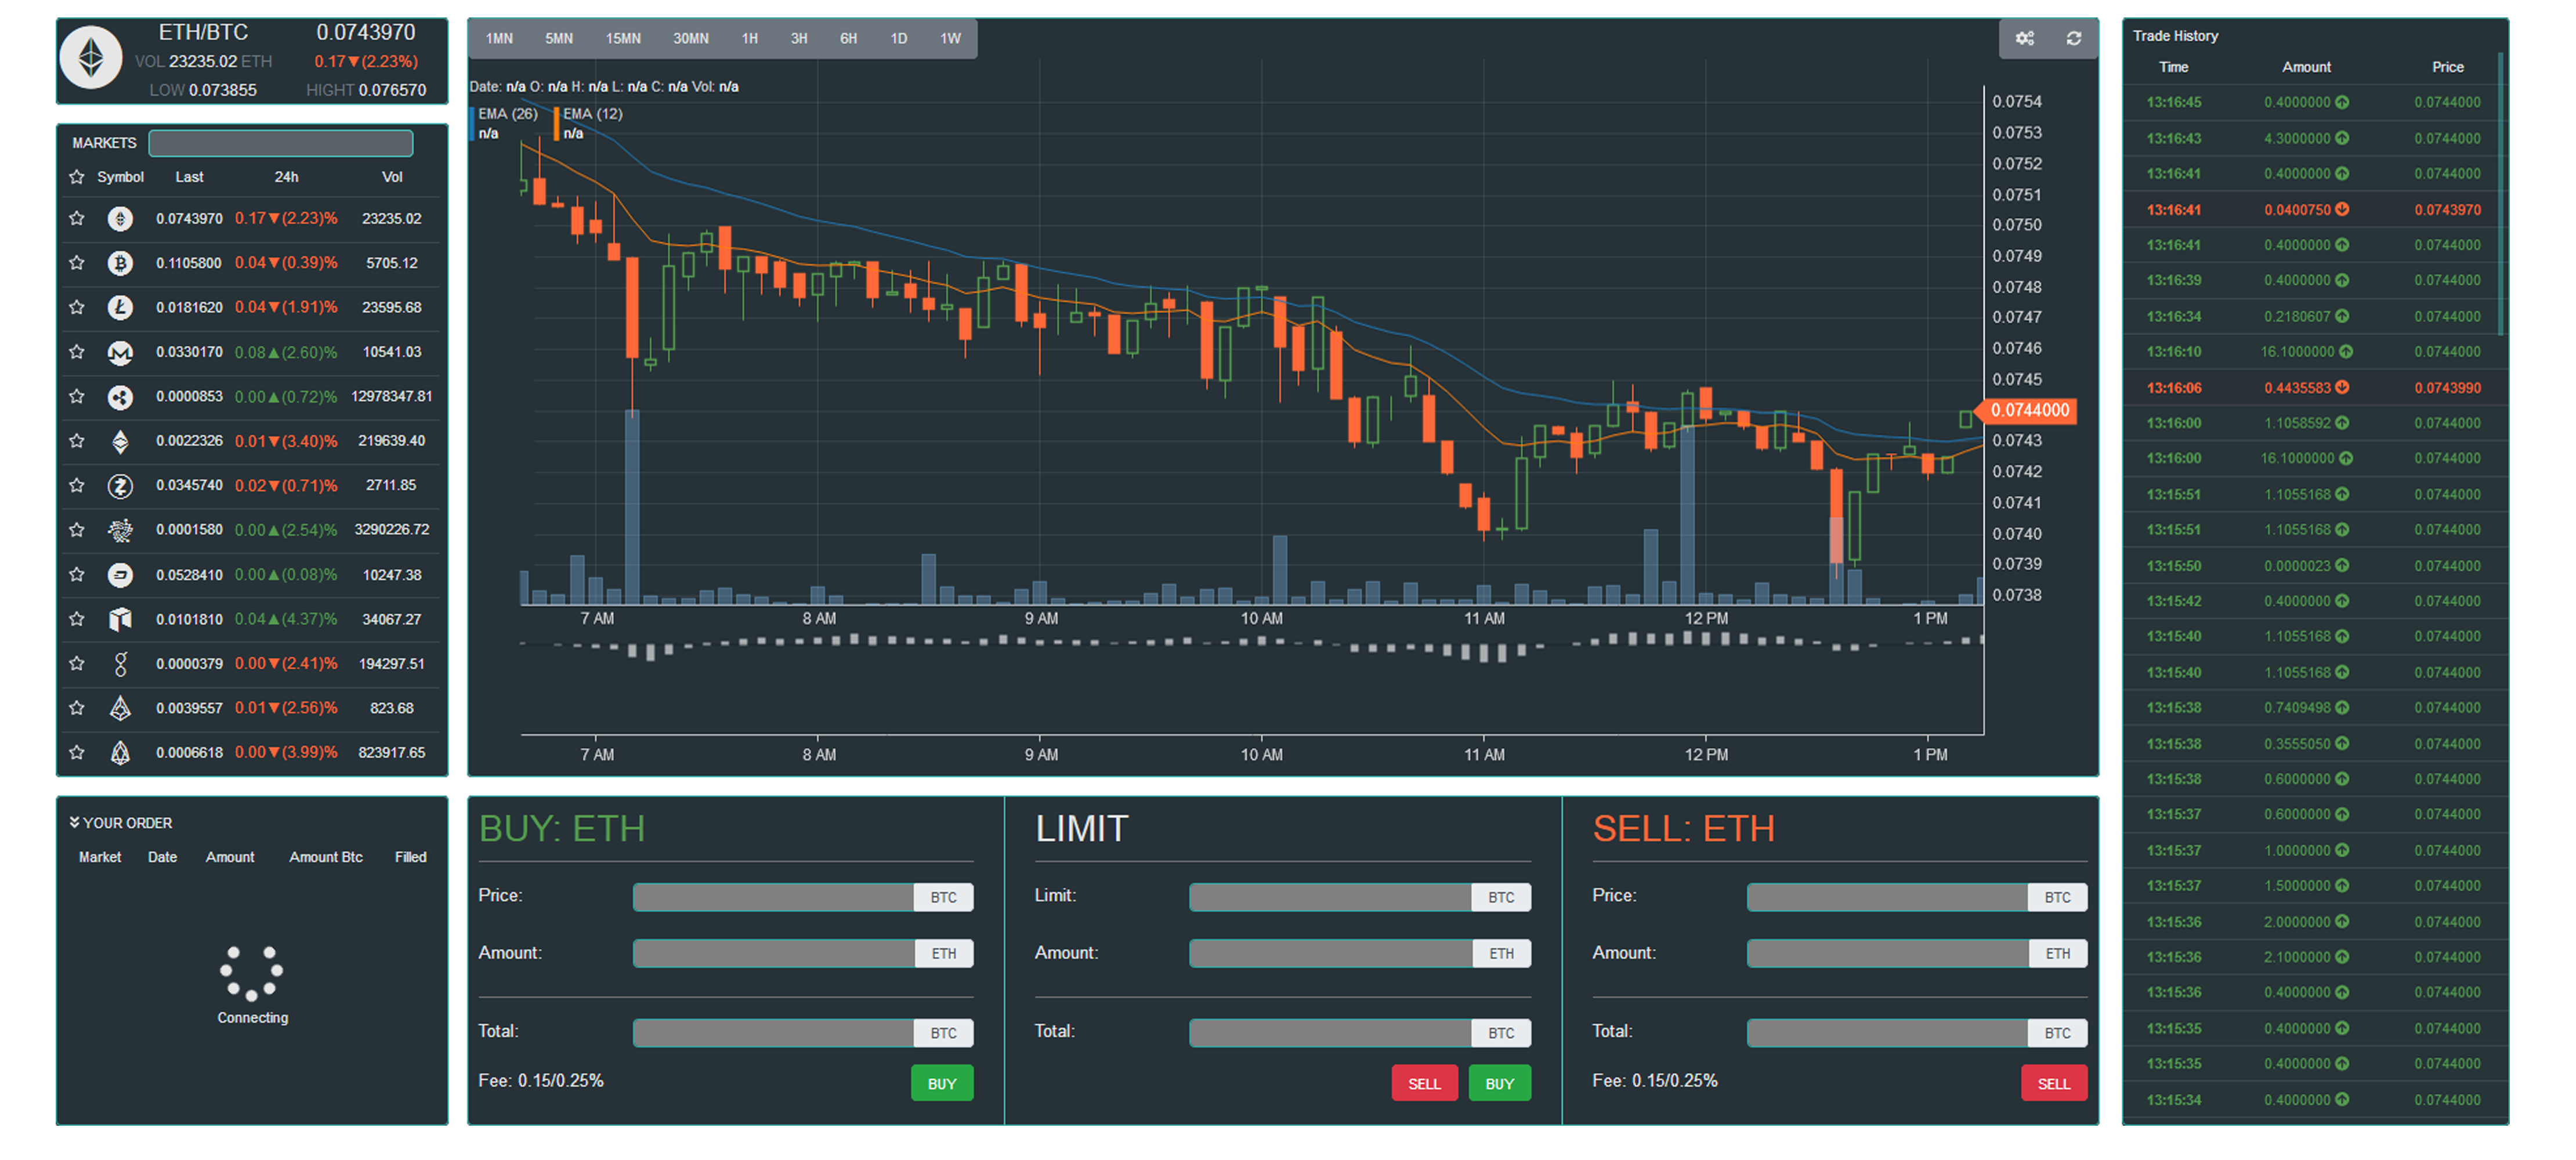 ETH/BTC 0.0743970
VOL 23235.02 ETH 0.17▼(2.23%)
LOW 0.073855 HIGHT 0.076570
MARKETS
Symbol Last 24h Vol
0.0743970 0.17▼(2.23)% 23235.02
0.1105800 0.04▼(0.39)% 5705.12
0.0181620 0.04▼(1.91)% 23595.68
0.0330170 0.08▲(2.60)% 10541.03
0.0000853 0.00▲(0.72)% 12978347.81
0.0022326 0.01▼(3.40)% 219639.40
0.0345740 0.02▼(0.71)% 2711.85
0.0001580 0.00▲(2.54)% 3290226.72
0.0528410 0.00▲(0.08)% 10247.38
0.0101810 0.04▲(4.37)% 34067.27
0.0000379 0.00▼(2.41)% 194297.51
0.0039557 0.01▼(2.56)% 823.68
0.0006618 0.00▼(3.99)% 823917.65
YOUR ORDER
Market Date Amount Amount Btc Filled
Connecting
1MN 5MN 15MN 30MN 1H 3H 6H 1D 1W
Date: n/a O: n/a H: n/a L: n/a C: n/a Vol: n/a
EMA (26) EMA (12)
n/a n/a
0.0754
0.0753
0.0752
0.0751
0.0750
0.0749
0.0748
0.0747
0.0746
0.0745
0.0744000
0.0743
0.0742
0.0741
0.0740
0.0739
0.0738
7 AM 8 AM 9 AM 10 AM 11 AM 12 PM 1 PM
7 AM 8 AM 9 AM 10 AM 11 AM 12 PM 1 PM
BUY: ETH
Price: BTC
Amount: ETH
Total: BTC
Fee: 0.15/0.25% BUY
LIMIT
Limit: BTC
Amount: ETH
Total: BTC
SELL BUY
SELL: ETH
Price: BTC
Amount: ETH
Total: BTC
Fee: 0.15/0.25% SELL
Trade History
Time Amount Price
13:16:45 0.4000000 0.0744000
13:16:43 4.3000000 0.0744000
13:16:41 0.4000000 0.0744000
13:16:41 0.0400750 0.0743970
13:16:41 0.4000000 0.0744000
13:16:39 0.4000000 0.0744000
13:16:34 0.2180607 0.0744000
13:16:10 16.1000000 0.0744000
13:16:06 0.4435583 0.0743990
13:16:00 1.1058592 0.0744000
13:16:00 16.1000000 0.0744000
13:15:51 1.1055168 0.0744000
13:15:51 1.1055168 0.0744000
13:15:50 0.0000023 0.0744000
13:15:42 0.4000000 0.0744000
13:15:40 1.1055168 0.0744000
13:15:40 1.1055168 0.0744000
13:15:38 0.7409498 0.0744000
13:15:38 0.3555050 0.0744000
13:15:38 0.6000000 0.0744000
13:15:37 0.6000000 0.0744000
13:15:37 1.0000000 0.0744000
13:15:37 1.5000000 0.0744000
13:15:36 2.0000000 0.0744000
13:15:36 2.1000000 0.0744000
13:15:36 0.4000000 0.0744000
13:15:35 0.4000000 0.0744000
13:15:35 0.4000000 0.0744000
13:15:34 0.4000000 0.0744000